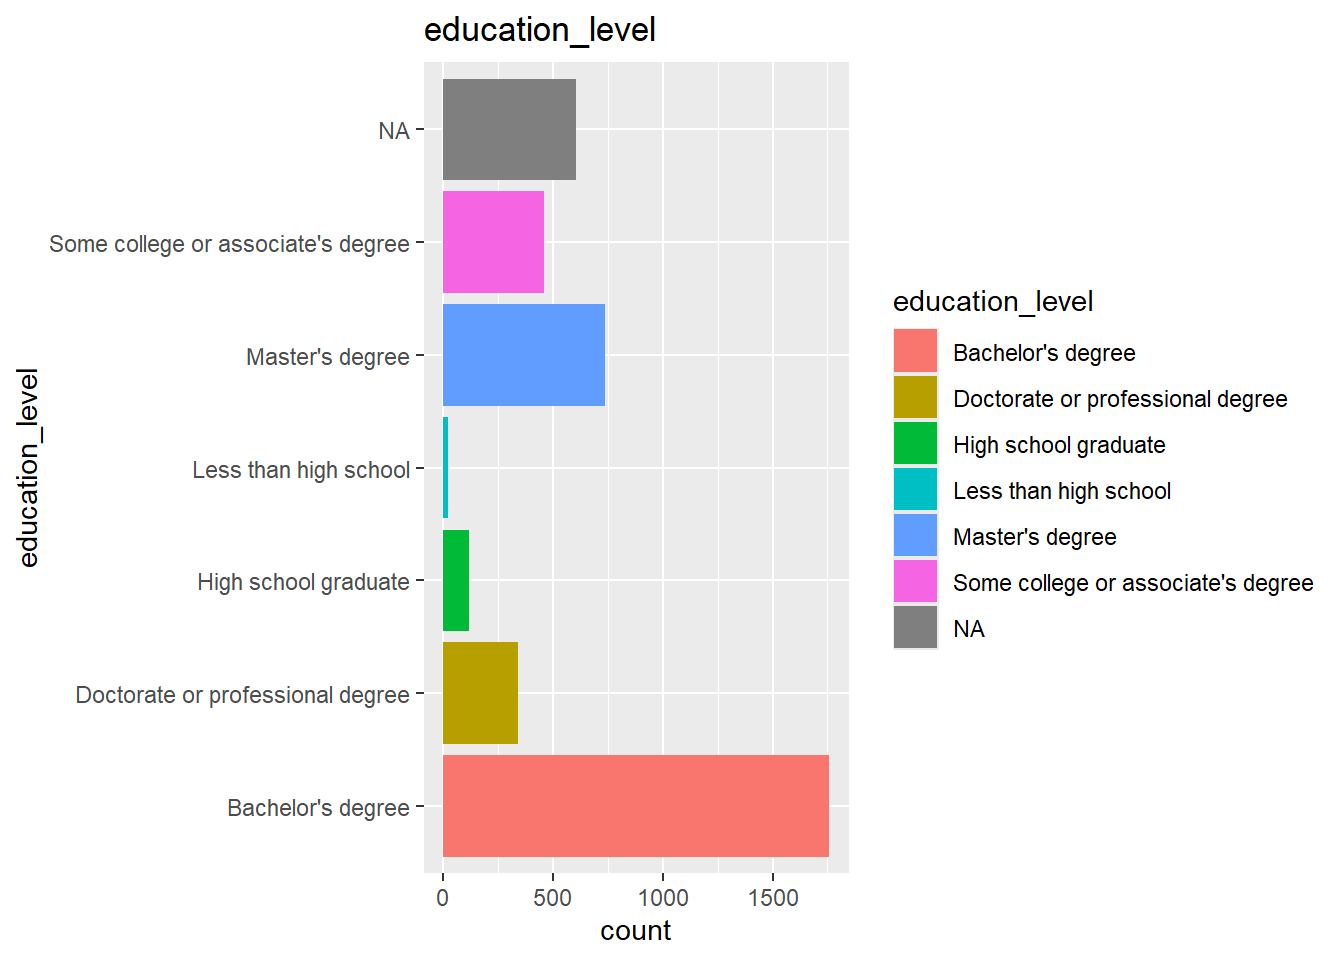 education_level
NA
Some college or associate's degree
Master's degree
Less than high school
High school graduate
Doctorate or professional degree
Bachelor's degree
education_level
0 500 1000 1500
count
education_level
Bachelor's degree
Doctorate or professional degree
High school graduate
Less than high school
Master's degree
Some college or associate's degree
NA